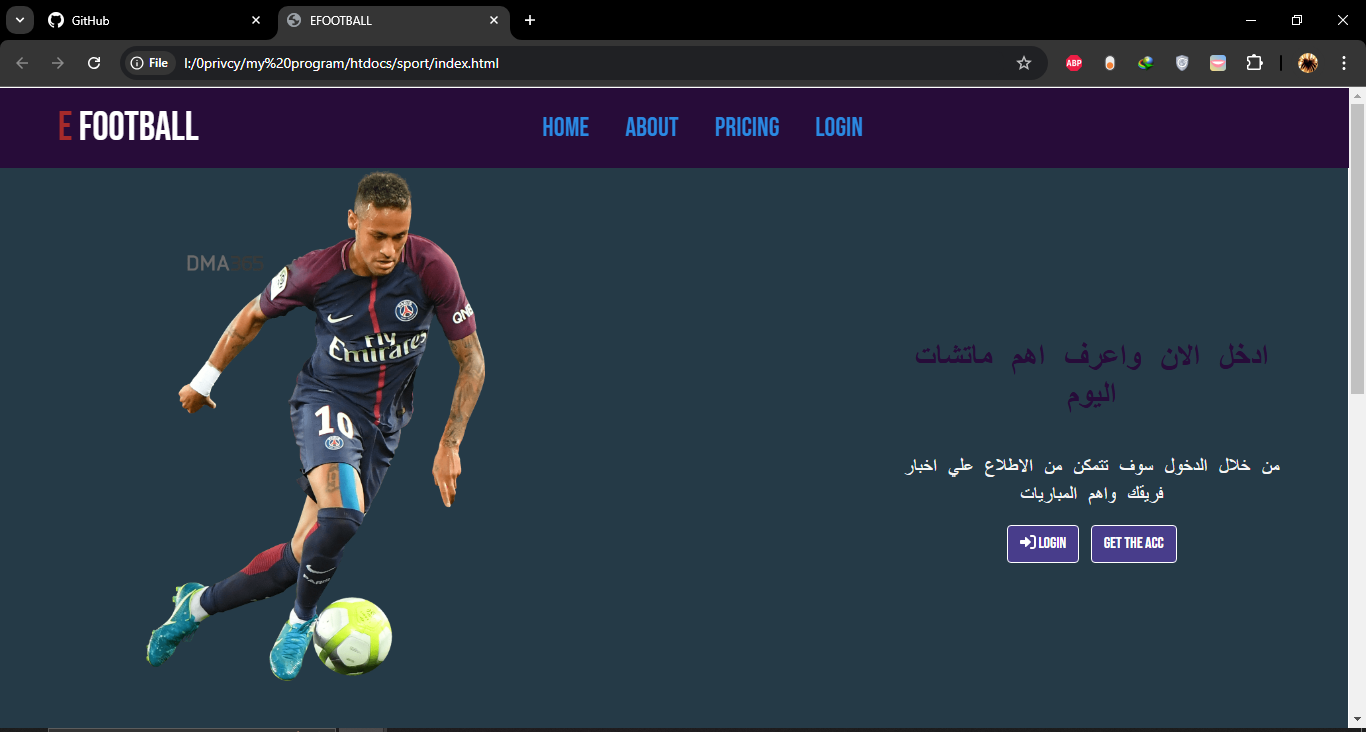 GitHub
EFOOTBALL
File
I:/0privcy/my%20program/htdocs/sport/index.html
ABP
E FOOTBALL
HOME
ABOUT
PRICING
LOGIN
DMA365
QNB
Fly
Emirates
10
PARIS
ادخل الان واعرف اهم ماتشات
اليوم
من خلال الدخول سوف تتمكن من الاطلاع علي اخبار
فريقك واهم المباريات
LOGIN
GET THE ACC